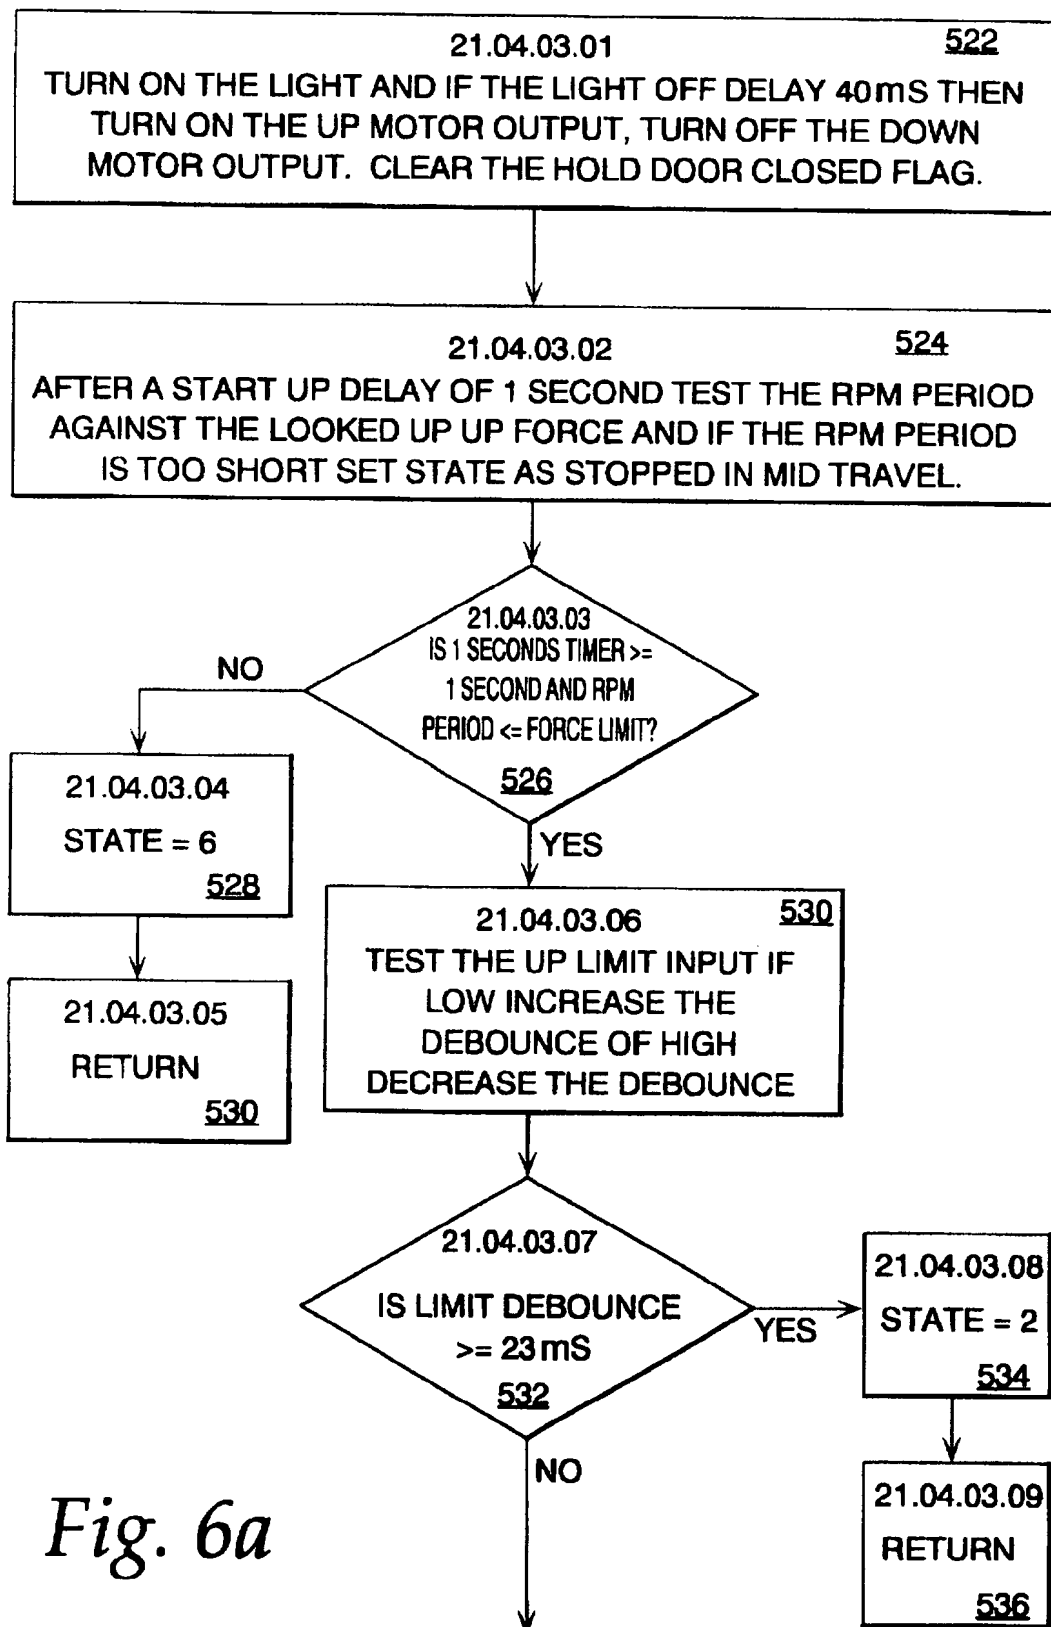 21.04.03.01 522
TURN ON THE LIGHT AND IF THE LIGHT OFF DELAY 40mS THEN
TURN ON THE UP MOTOR OUTPUT, TURN OFF THE DOWN
MOTOR OUTPUT. CLEAR THE HOLD DOOR CLOSED FLAG.
21.04.03.02 524
AFTER A START UP DELAY OF 1 SECOND TEST THE RPM PERIOD
AGAINST THE LOOKED UP UP FORCE AND IF THE RPM PERIOD
IS TOO SHORT SET STATE AS STOPPED IN MID TRAVEL.
21.04.03.03
IS 1 SECONDS TIMER >=
1 SECOND AND RPM
PERIOD <= FORCE LIMIT?
526
NO
YES
21.04.03.04
STATE = 6
528
21.04.03.05
RETURN
530
21.04.03.06 530
TEST THE UP LIMIT INPUT IF
LOW INCREASE THE
DEBOUNCE OF HIGH
DECREASE THE DEBOUNCE
21.04.03.07
IS LIMIT DEBOUNCE
>= 23mS
532
YES
NO
21.04.03.08
STATE = 2
534
21.04.03.09
RETURN
536
Fig. 6a